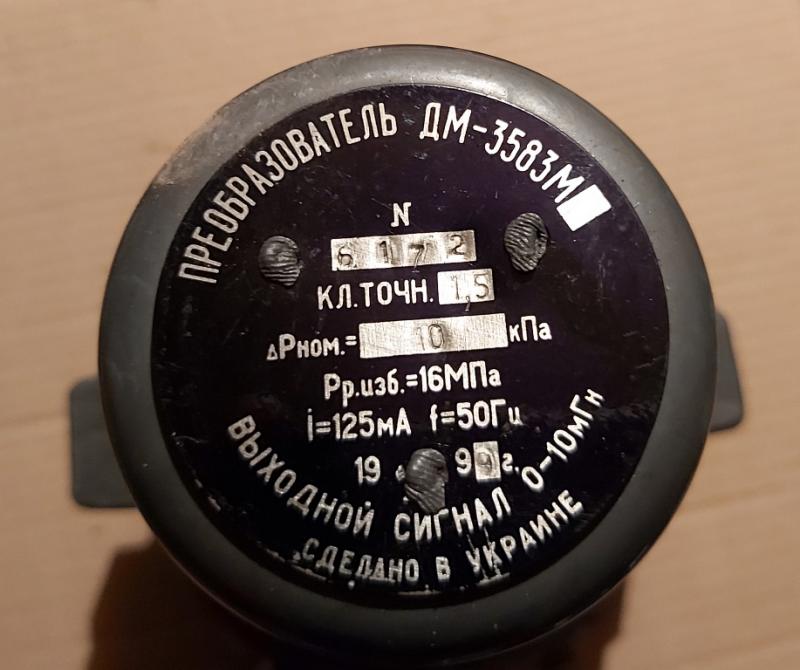 ПРЕОБРАЗОВАТЕЛЬ ДМ-3583М
N
6172
КЛ.ТОЧН. 1,5
ΔРном.= 10 кПа
Рр.изб.=16МПа
i=125мА f=50Гц
19 99 г.
ВЫХОДНОЙ СИГНАЛ 0-10мГн
СДЕЛАНО В УКРАИНЕ